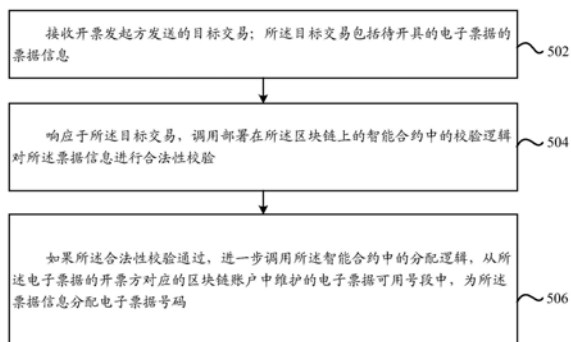 接收开票发起方发送的目标交易；所述目标交易包括待开具的电子票据的
票据信息
502
响应于所述目标交易，调用部署在所述区块链上的智能合约中的校验逻辑
对所述票据信息进行合法性校验
504
如果所述合法性校验通过，进一步调用所述智能合约中的分配逻辑，从所
述电子票据的开票方对应的区块链账户中维护的电子票据可用号段中，为所述
票据信息分配电子票据号码
506